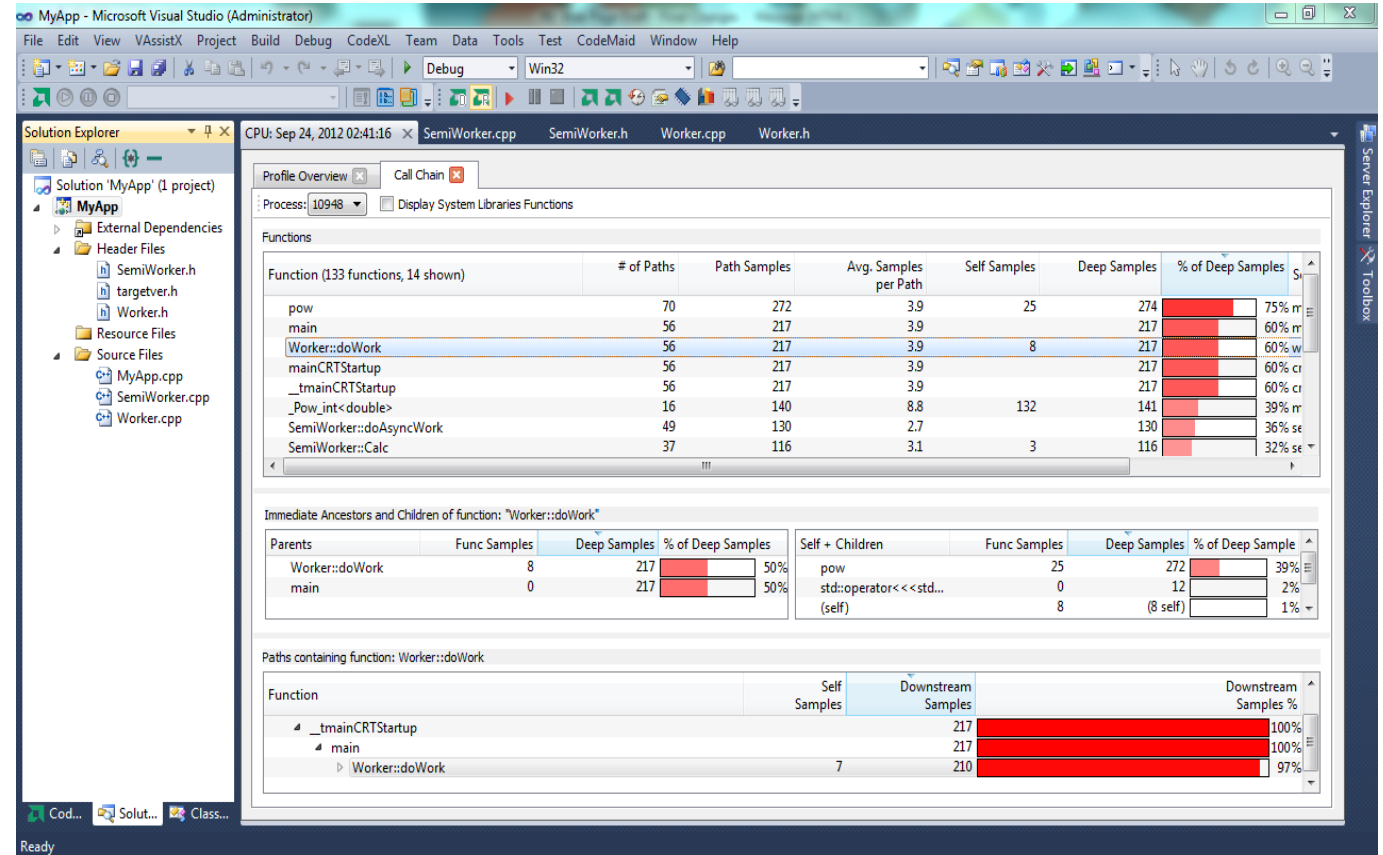 MyApp - Microsoft Visual Studio (Administrator)
File Edit View VAssistX Project Build Debug CodeXL Team Data Tools Test CodeMaid Window Help
Debug Win32
Solution Explorer
CPU: Sep 24, 2012 02:41:16 SemiWorker.cpp SemiWorker.h Worker.cpp Worker.h
Server Explorer
Toolbox
Solution 'MyApp' (1 project)
MyApp
External Dependencies
Header Files
SemiWorker.h
targetver.h
Worker.h
Resource Files
Source Files
MyApp.cpp
SemiWorker.cpp
Worker.cpp
Profile Overview Call Chain
Process: 10948 Display System Libraries Functions
Functions
Function (133 functions, 14 shown) # of Paths Path Samples Avg. Samples per Path Self Samples Deep Samples % of Deep Samples
pow 70 272 3.9 25 274 75% m
main 56 217 3.9 217 60% m
Worker::doWork 56 217 3.9 8 217 60% w
mainCRTStartup 56 217 3.9 217 60% cr
__tmainCRTStartup 56 217 3.9 217 60% cr
_Pow_int<double> 16 140 8.8 132 141 39% m
SemiWorker::doAsyncWork 49 130 2.7 130 36% se
SemiWorker::Calc 37 116 3.1 3 116 32% se
Immediate Ancestors and Children of function: "Worker::doWork"
Parents Func Samples Deep Samples % of Deep Samples
Worker::doWork 8 217 50%
main 0 217 50%
Self + Children Func Samples Deep Samples % of Deep Sample
pow 25 272 39%
std::operator<<<std... 0 12 2%
(self) 8 (8 self) 1%
Paths containing function: Worker::doWork
Function Self Samples Downstream Samples Downstream Samples %
__tmainCRTStartup 217 100%
main 217 100%
Worker::doWork 7 210 97%
Cod... Solut... Class...
Ready